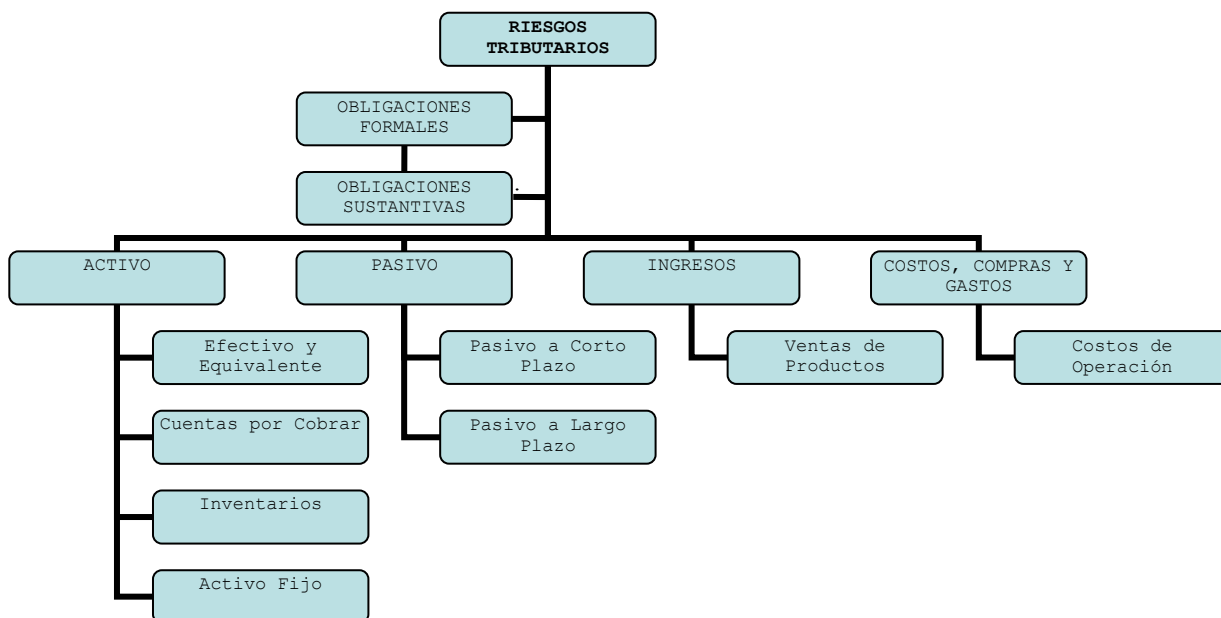 RIESGOS
TRIBUTARIOS
OBLIGACIONES
FORMALES
OBLIGACIONES
SUSTANTIVAS
.
ACTIVO
PASIVO
INGRESOS
COSTOS, COMPRAS Y
GASTOS
Efectivo y
Equivalente
Pasivo a Corto
Plazo
Ventas de
Productos
Costos de
Operación
Cuentas por Cobrar
Pasivo a Largo
Plazo
Inventarios
Activo Fijo